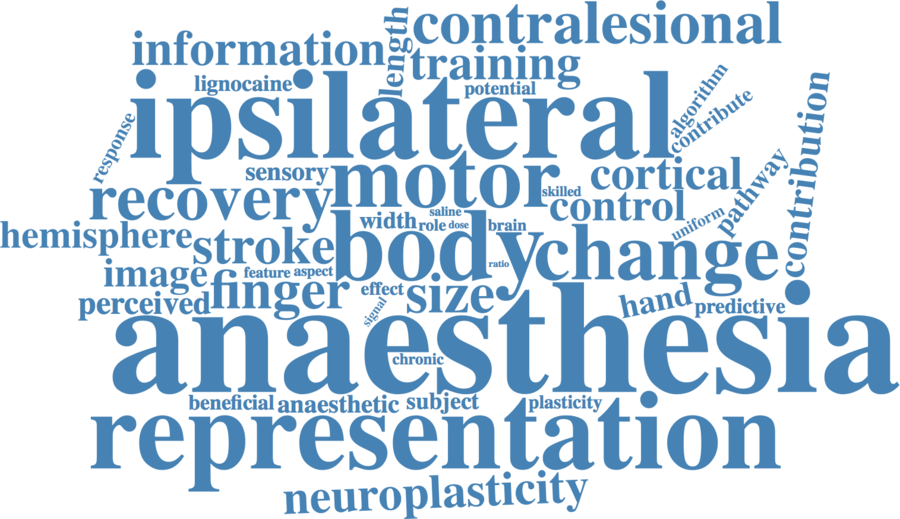 contralesional
information
length
training
lignocaine
potential
ipsilateral
algorithm
contribute
contribution
response
sensory
motor
cortical
skilled
recovery
control
pathway
uniform
saline
width
role
dose
brain
hemisphere
stroke
body
change
ratio
image
feature
aspect
finger
effect
size
hand
perceived
predictive
signal
anaesthesia
chronic
beneficial
anaesthetic
subject
plasticity
representation
neuroplasticity